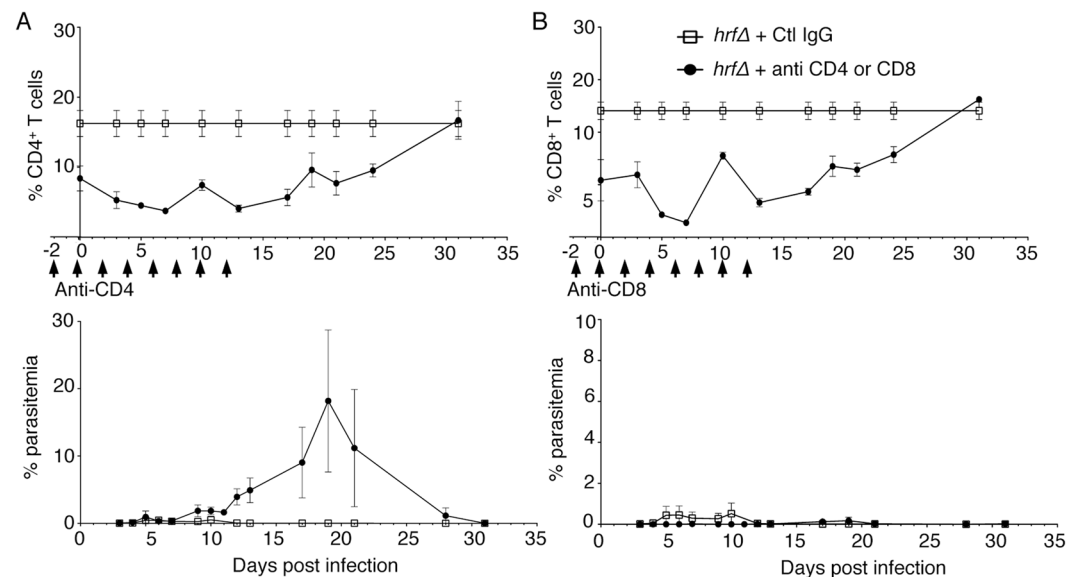 A
B
hrfΔ + Ctl IgG
hrfΔ + anti CD4 or CD8
% CD4+ T cells
30
20
10
-2 0 5 10 15 20 25 30 35
Anti-CD4
% CD8+ T cells
30
20
10
5
-2 0 5 10 15 20 25 30 35
Anti-CD8
% parasitemia
30
20
10
0
0 5 10 15 20 25 30 35
Days post infection
% parasitemia
10
8
6
4
2
0
0 5 10 15 20 25 30 35
Days post infection